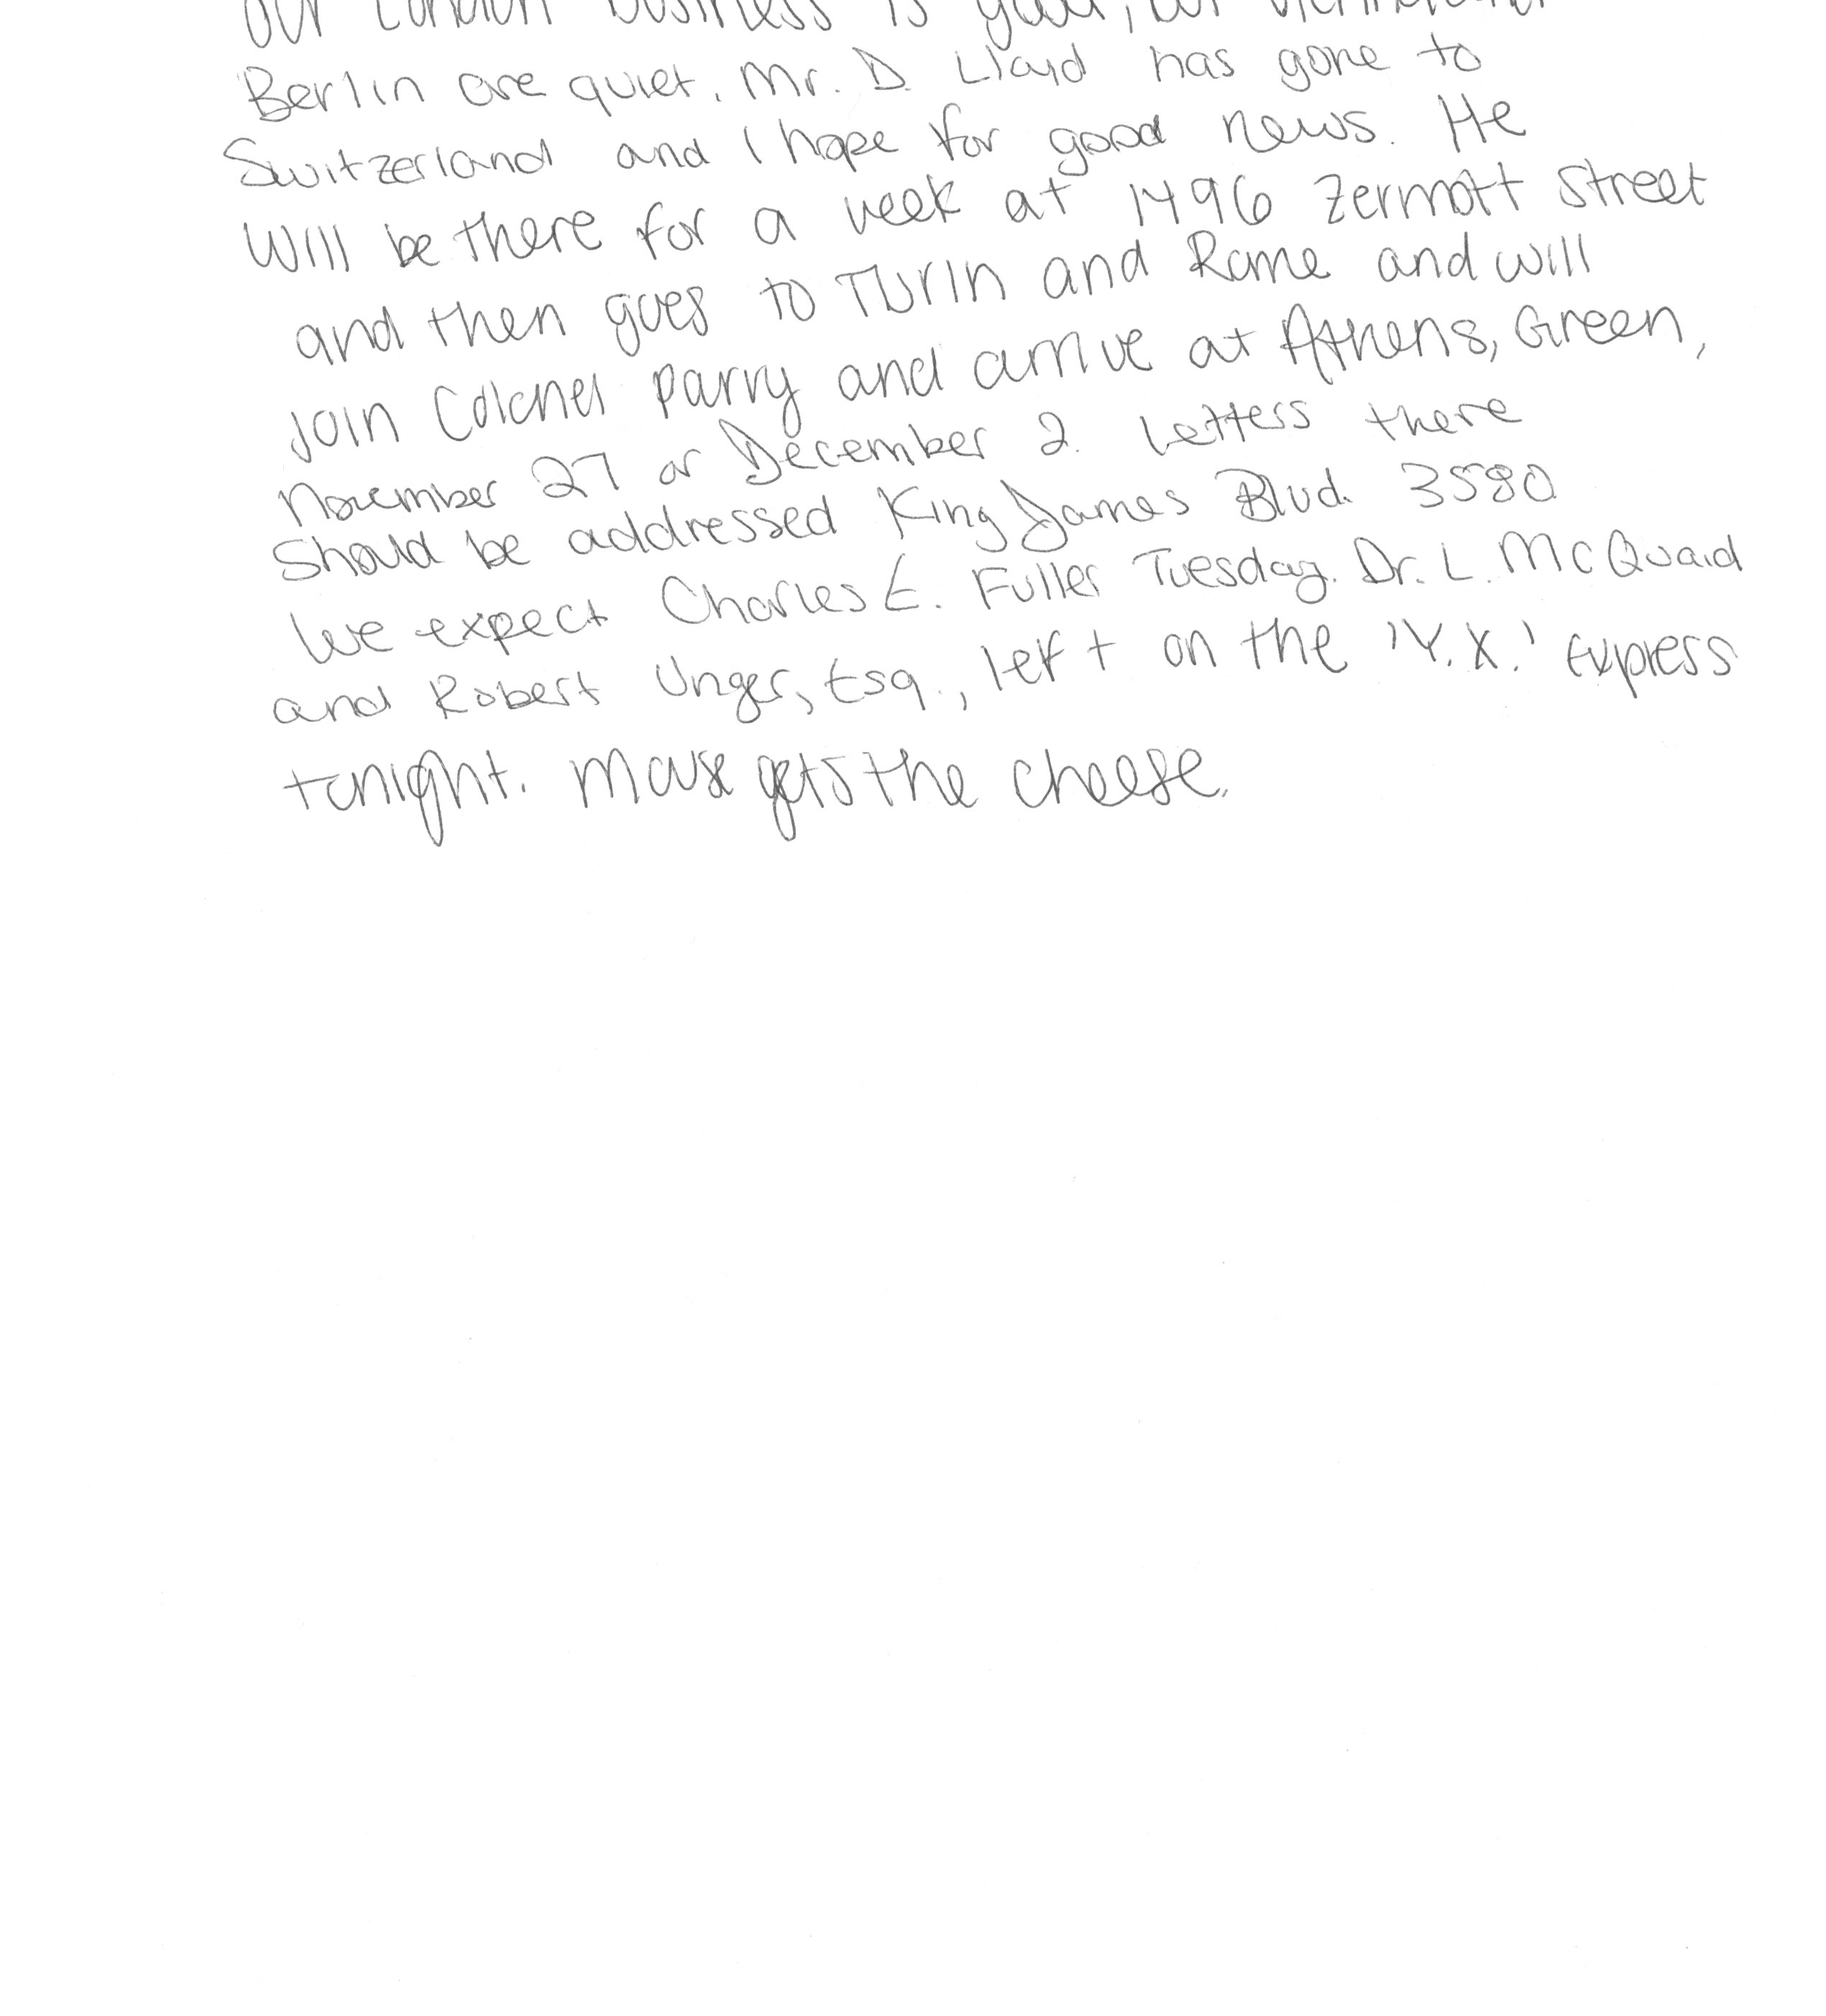 Our London business is good, but Vienna and
Berlin are quiet. Mr. D. Lloyd has gone to
Switzerland and I hope for good news. He
will be there for a week at 1496 Zermott Street
and then goes to Turin and Rome and will
join Colonel Parry and arrive at Athens, Green,
November 27 or December 2. Letters there
should be addressed King James Blvd. 3580
We expect Charles E. Fuller Tuesday. Dr. L. McQuaid
and Robert Unger, Esq., left on the 'Y.X.' Express
tonight. Mouse gets the cheese.